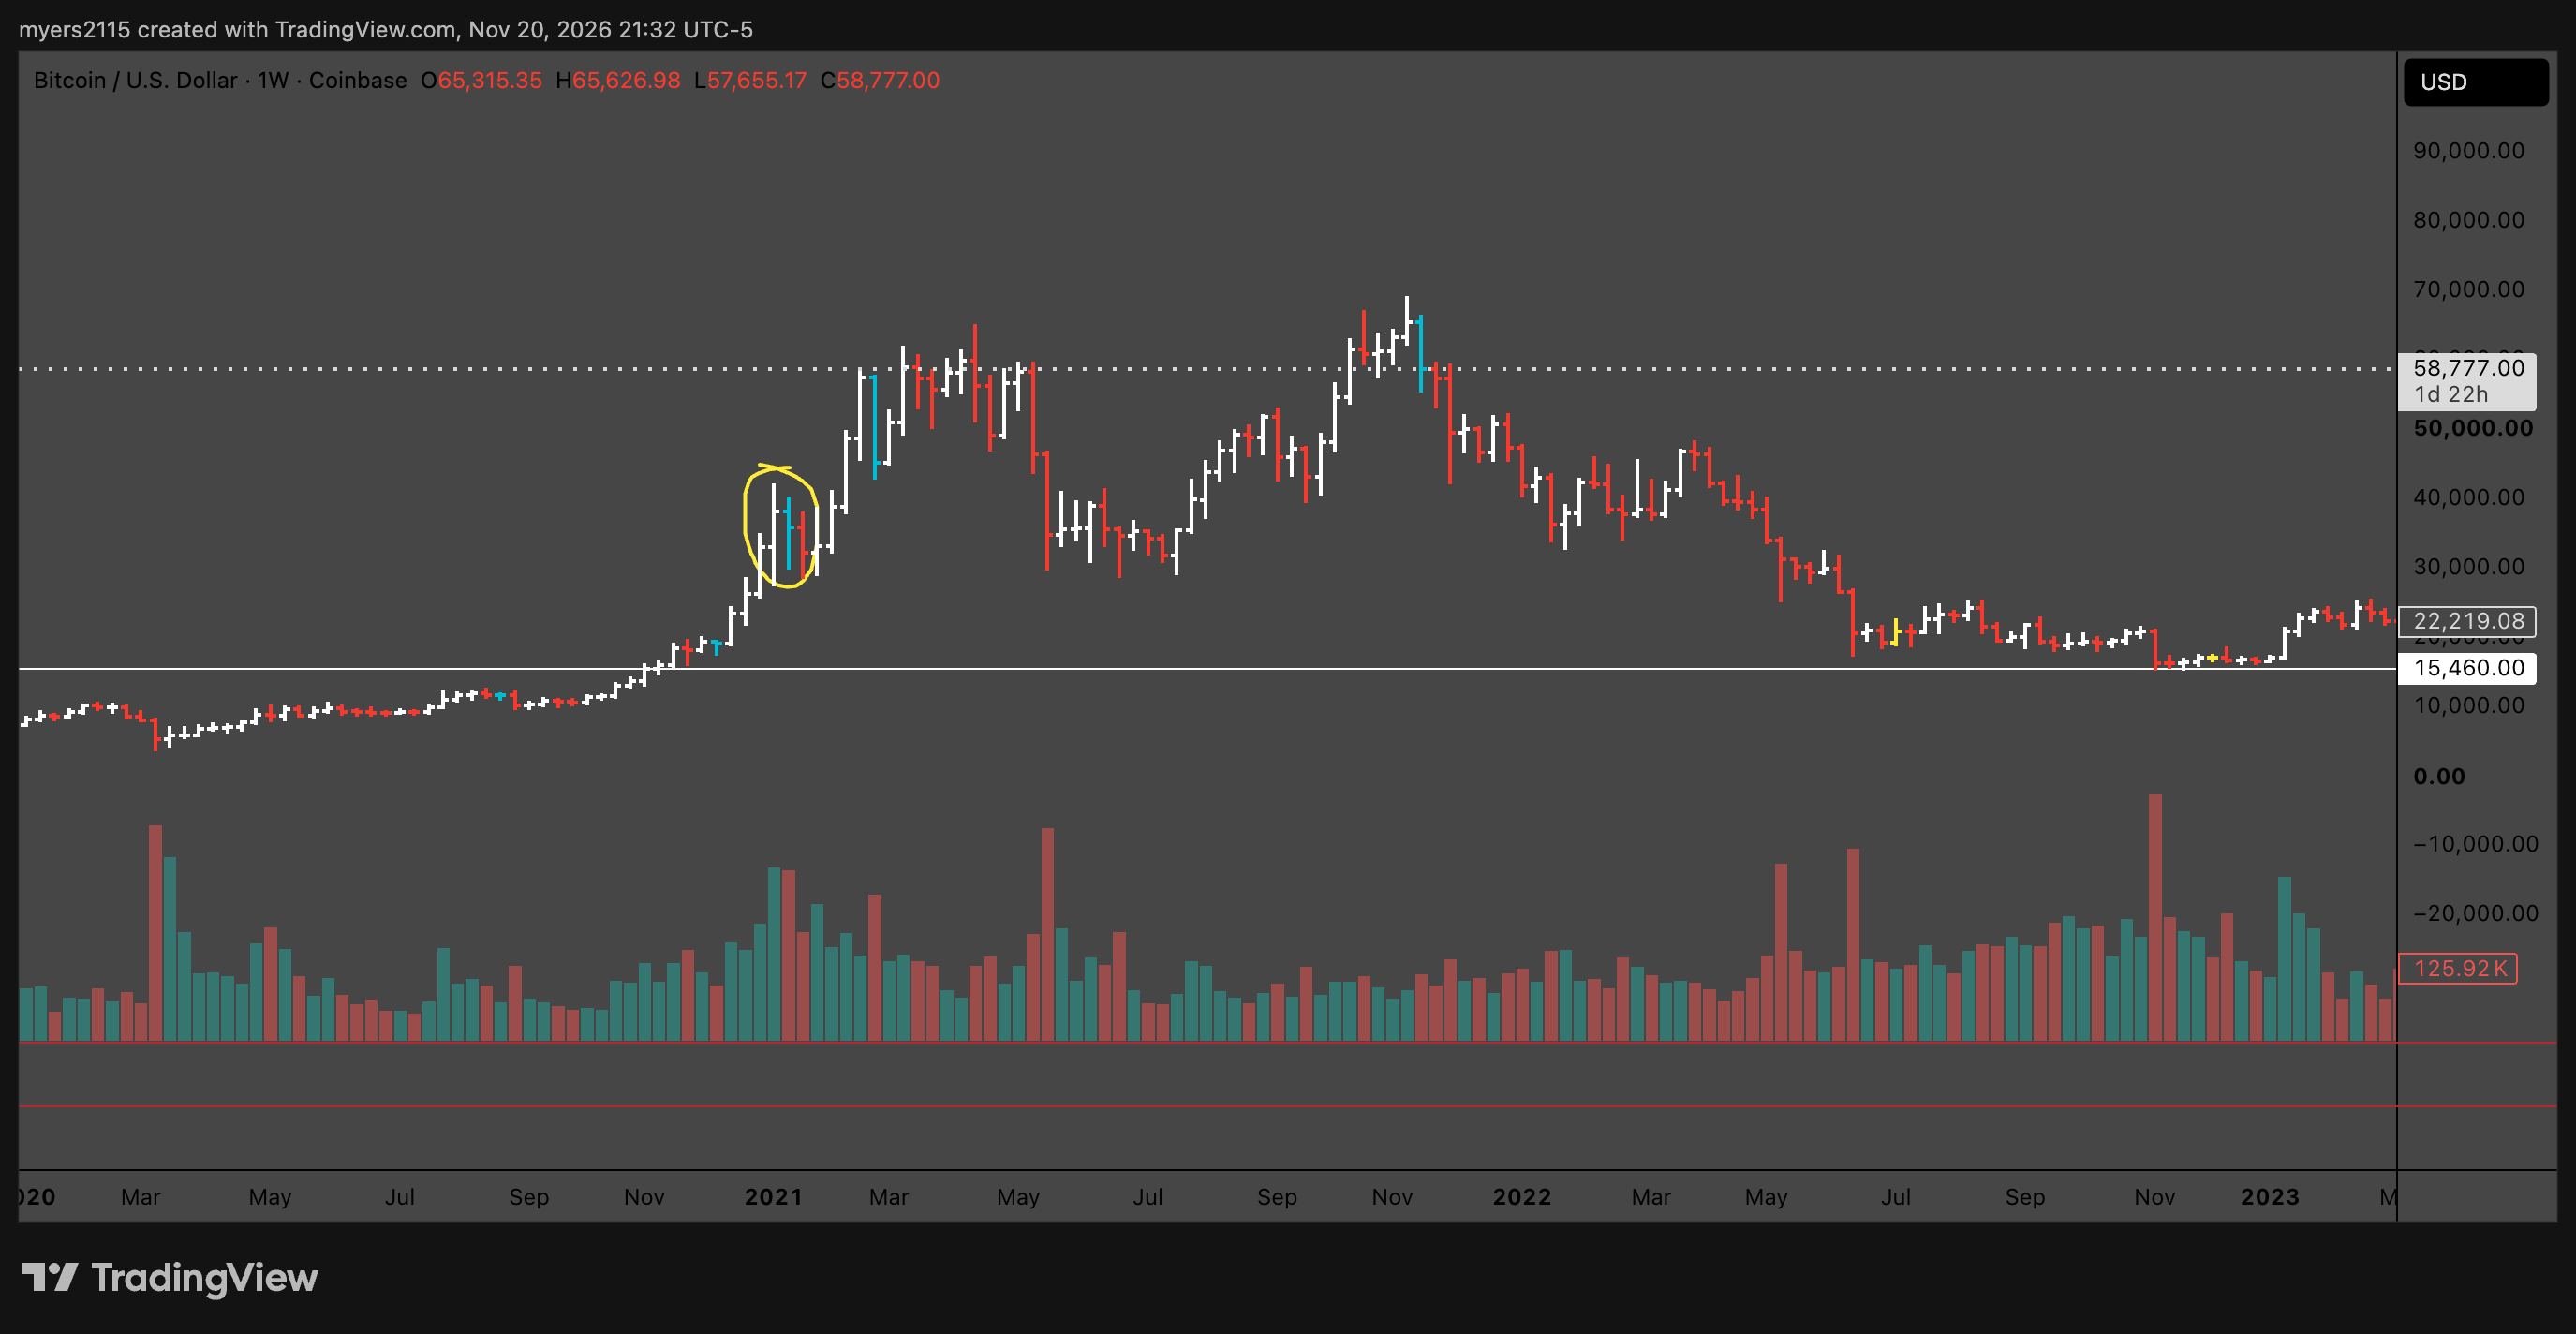 myers2115 created with TradingView.com, Nov 20, 2026 21:32 UTC-5
Bitcoin / U.S. Dollar · 1W · Coinbase O65,315.35 H65,626.98 L57,655.17 C58,777.00
USD
90,000.00
80,000.00
70,000.00
58,777.00
1d 22h
50,000.00
40,000.00
30,000.00
22,219.08
15,460.00
10,000.00
0.00
−10,000.00
−20,000.00
125.92 K
020 Mar May Jul Sep Nov 2021 Mar May Jul Sep Nov 2022 Mar May Jul Sep Nov 2023 M
TradingView